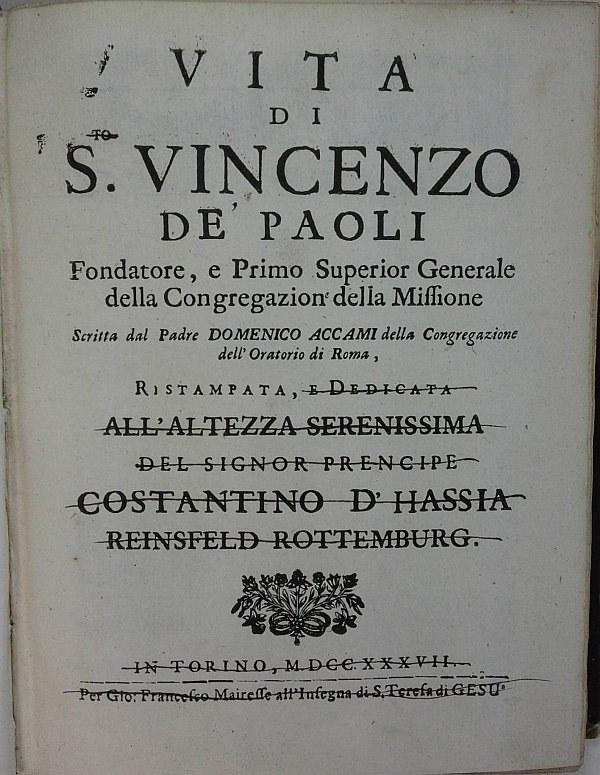 VITA
DI
TO
S. VINCENZO
DE' PAOLI
Fondatore, e Primo Superior Generale
della Congregazione della Miſſione
Scritta dal Padre DOMENICO ACCAMI della Congregazione
dell' Oratorio di Roma,
RISTAMPATA, E DEDICATA
ALL'ALTEZZA SERENISSIMA
DEL SIGNOR PRENCIPE
COSTANTINO D' HASSIA
REINSFELD ROTTEMBURG.
IN TORINO, M.DCC.XXXVII.
Per Gio: Franceſco Maireſſe all'Inſegna di S. Tereſa di GESU'